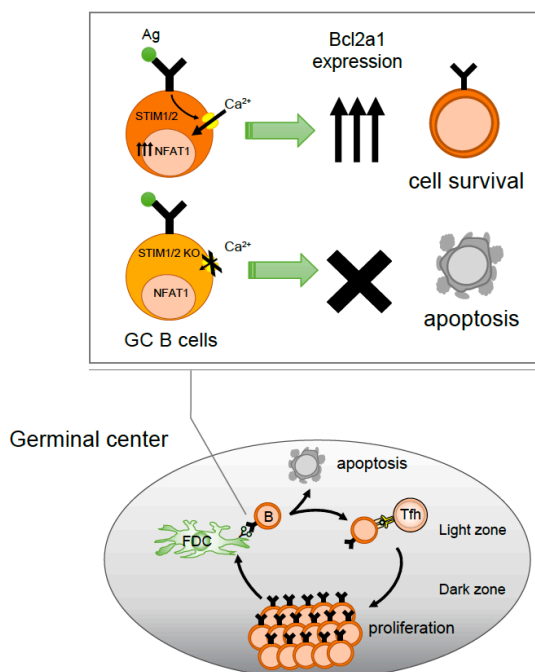 Ag
Bcl2a1
expression
STIM1/2
Ca²⁺
NFAT1
cell survival
STIM1/2 KO
Ca²⁺
NFAT1
GC B cells
apoptosis
Germinal center
apoptosis
B
Tfh
FDC
Light zone
Dark zone
proliferation